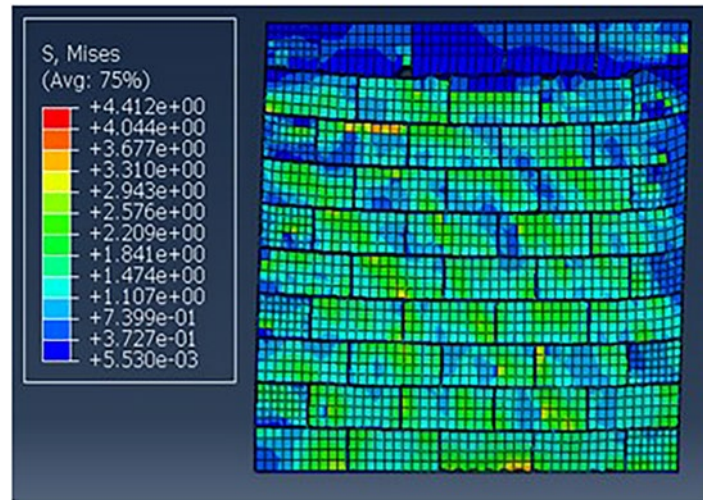 S, Mises
(Avg: 75%)
+4.412e+00
+4.044e+00
+3.677e+00
+3.310e+00
+2.943e+00
+2.576e+00
+2.209e+00
+1.841e+00
+1.474e+00
+1.107e+00
+7.399e-01
+3.727e-01
+5.530e-03